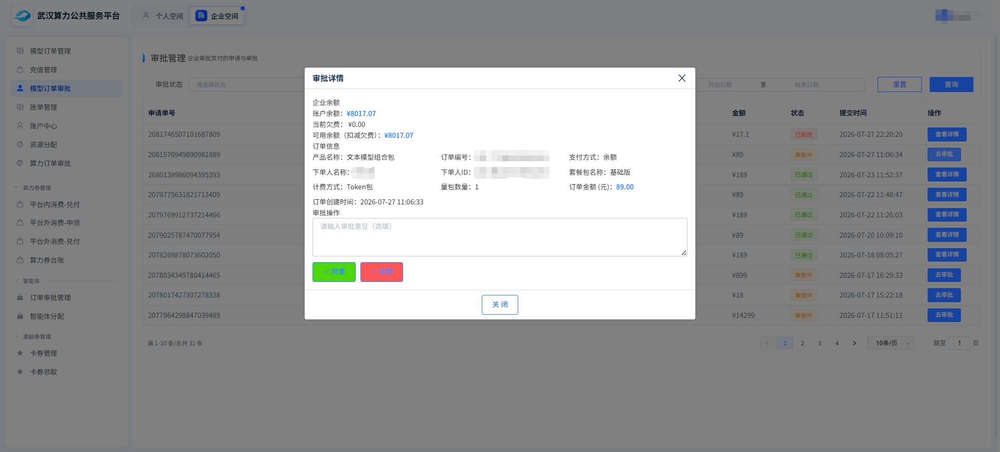 武汉算力公共服务平台
个人空间
企业空间
模型订单管理
充值管理
模型订单审批
账单管理
账户中心
资源分配
算力订单审批
算力券管理
平台内消费-兑付
平台外消费-申领
平台外消费-兑付
算力券台账
智能体
订单审批管理
智能体分配
激励券管理
卡券管理
卡券领取
审批管理 企业审批支付的申请与审批
审批状态 请选择状态 开始日期 至 结束日期 重置 查询
申请单号 金额 状态 提交时间 操作
2081746507101687809 ¥17.1 已拒绝 2026-07-27 22:20:20 查看详情
2081576949890981889 ¥89 审批中 2026-07-27 11:06:34 去审批
2080138986094395393 ¥189 已通过 2026-07-23 11:52:37 查看详情
2079775631821713409 ¥89 已通过 2026-07-22 11:48:47 查看详情
2079769912737214466 ¥189 已通过 2026-07-22 11:26:03 查看详情
2079025787470077954 ¥89 已通过 2026-07-20 10:09:10 查看详情
2078269878073602050 ¥189 已通过 2026-07-18 08:05:27 查看详情
2078034349780414465 ¥899 审批中 2026-07-17 16:29:33 去审批
2078017427307278338 ¥18 审批中 2026-07-17 15:22:18 去审批
2077964298847039489 ¥14299 审批中 2026-07-17 11:51:11 去审批
第 1-10 条/总共 31 条
1 2 3 4 10条/页 跳至 1 页
审批详情
企业余额
账户余额：¥8017.07
当前欠费： ¥0.00
可用余额（扣减欠费）：¥8017.07
订单信息
产品名称：文本模型组合包 订单编号： 支付方式：余额
下单人名称： 下单人ID： 套餐包名称：基础版
计费方式：Token包 量包数量：1 订单金额 (元)：89.00
订单创建时间：2026-07-27 11:06:33
审批操作
请输入审批意见（选填）
同意 拒绝
关 闭